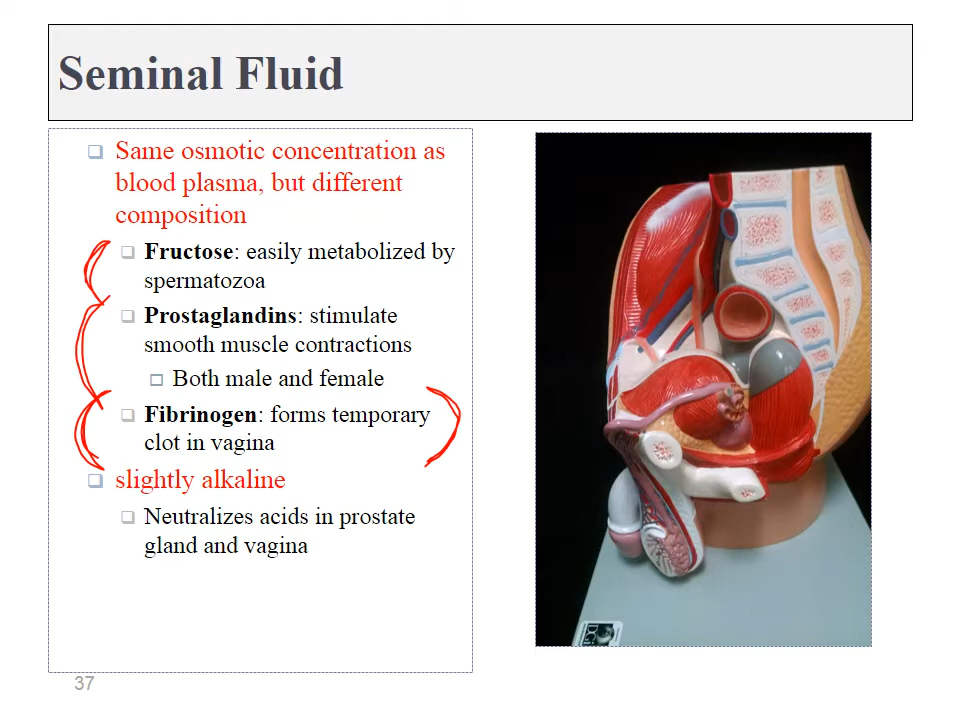 Seminal Fluid
Same osmotic concentration as
blood plasma, but different
composition
Fructose: easily metabolized by
spermatozoa
Prostaglandins: stimulate
smooth muscle contractions
Both male and female
Fibrinogen: forms temporary
clot in vagina
slightly alkaline
Neutralizes acids in prostate
gland and vagina
37